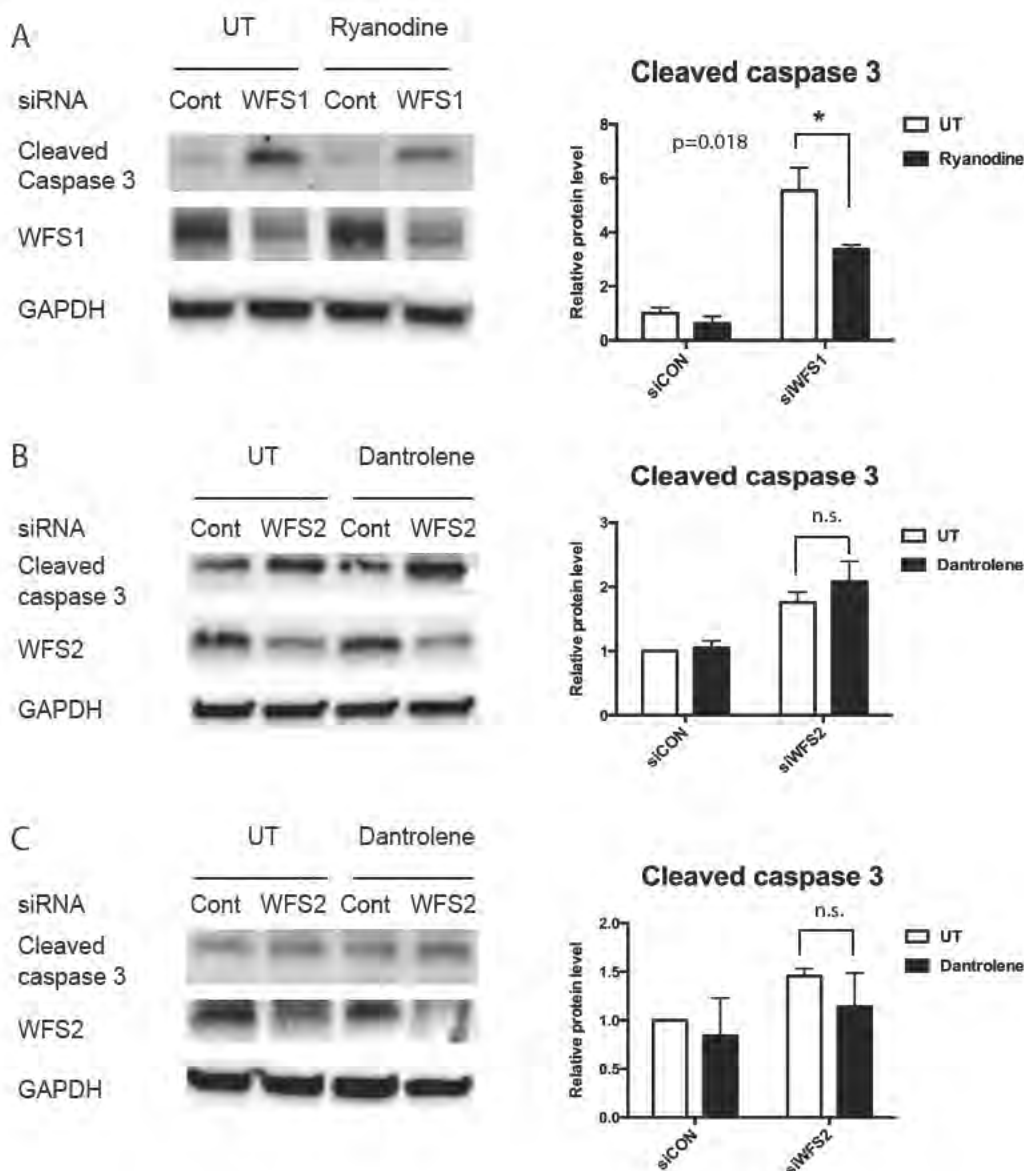 A
UT Ryanodine
siRNA Cont WFS1 Cont WFS1
Cleaved
Caspase 3
WFS1
GAPDH
Cleaved caspase 3
Relative protein level
8
6
4
2
0
p=0.018
*
UT
Ryanodine
siCON
siWFS1
B
UT Dantrolene
siRNA Cont WFS2 Cont WFS2
Cleaved
caspase 3
WFS2
GAPDH
Cleaved caspase 3
Relative protein level
3
2
1
0
n.s.
UT
Dantrolene
siCON
siWFS2
C
UT Dantrolene
siRNA Cont WFS2 Cont WFS2
Cleaved
caspase 3
WFS2
GAPDH
Cleaved caspase 3
Relative protein level
2.0
1.5
1.0
0.5
0.0
n.s.
UT
Dantrolene
siCON
siWFS2